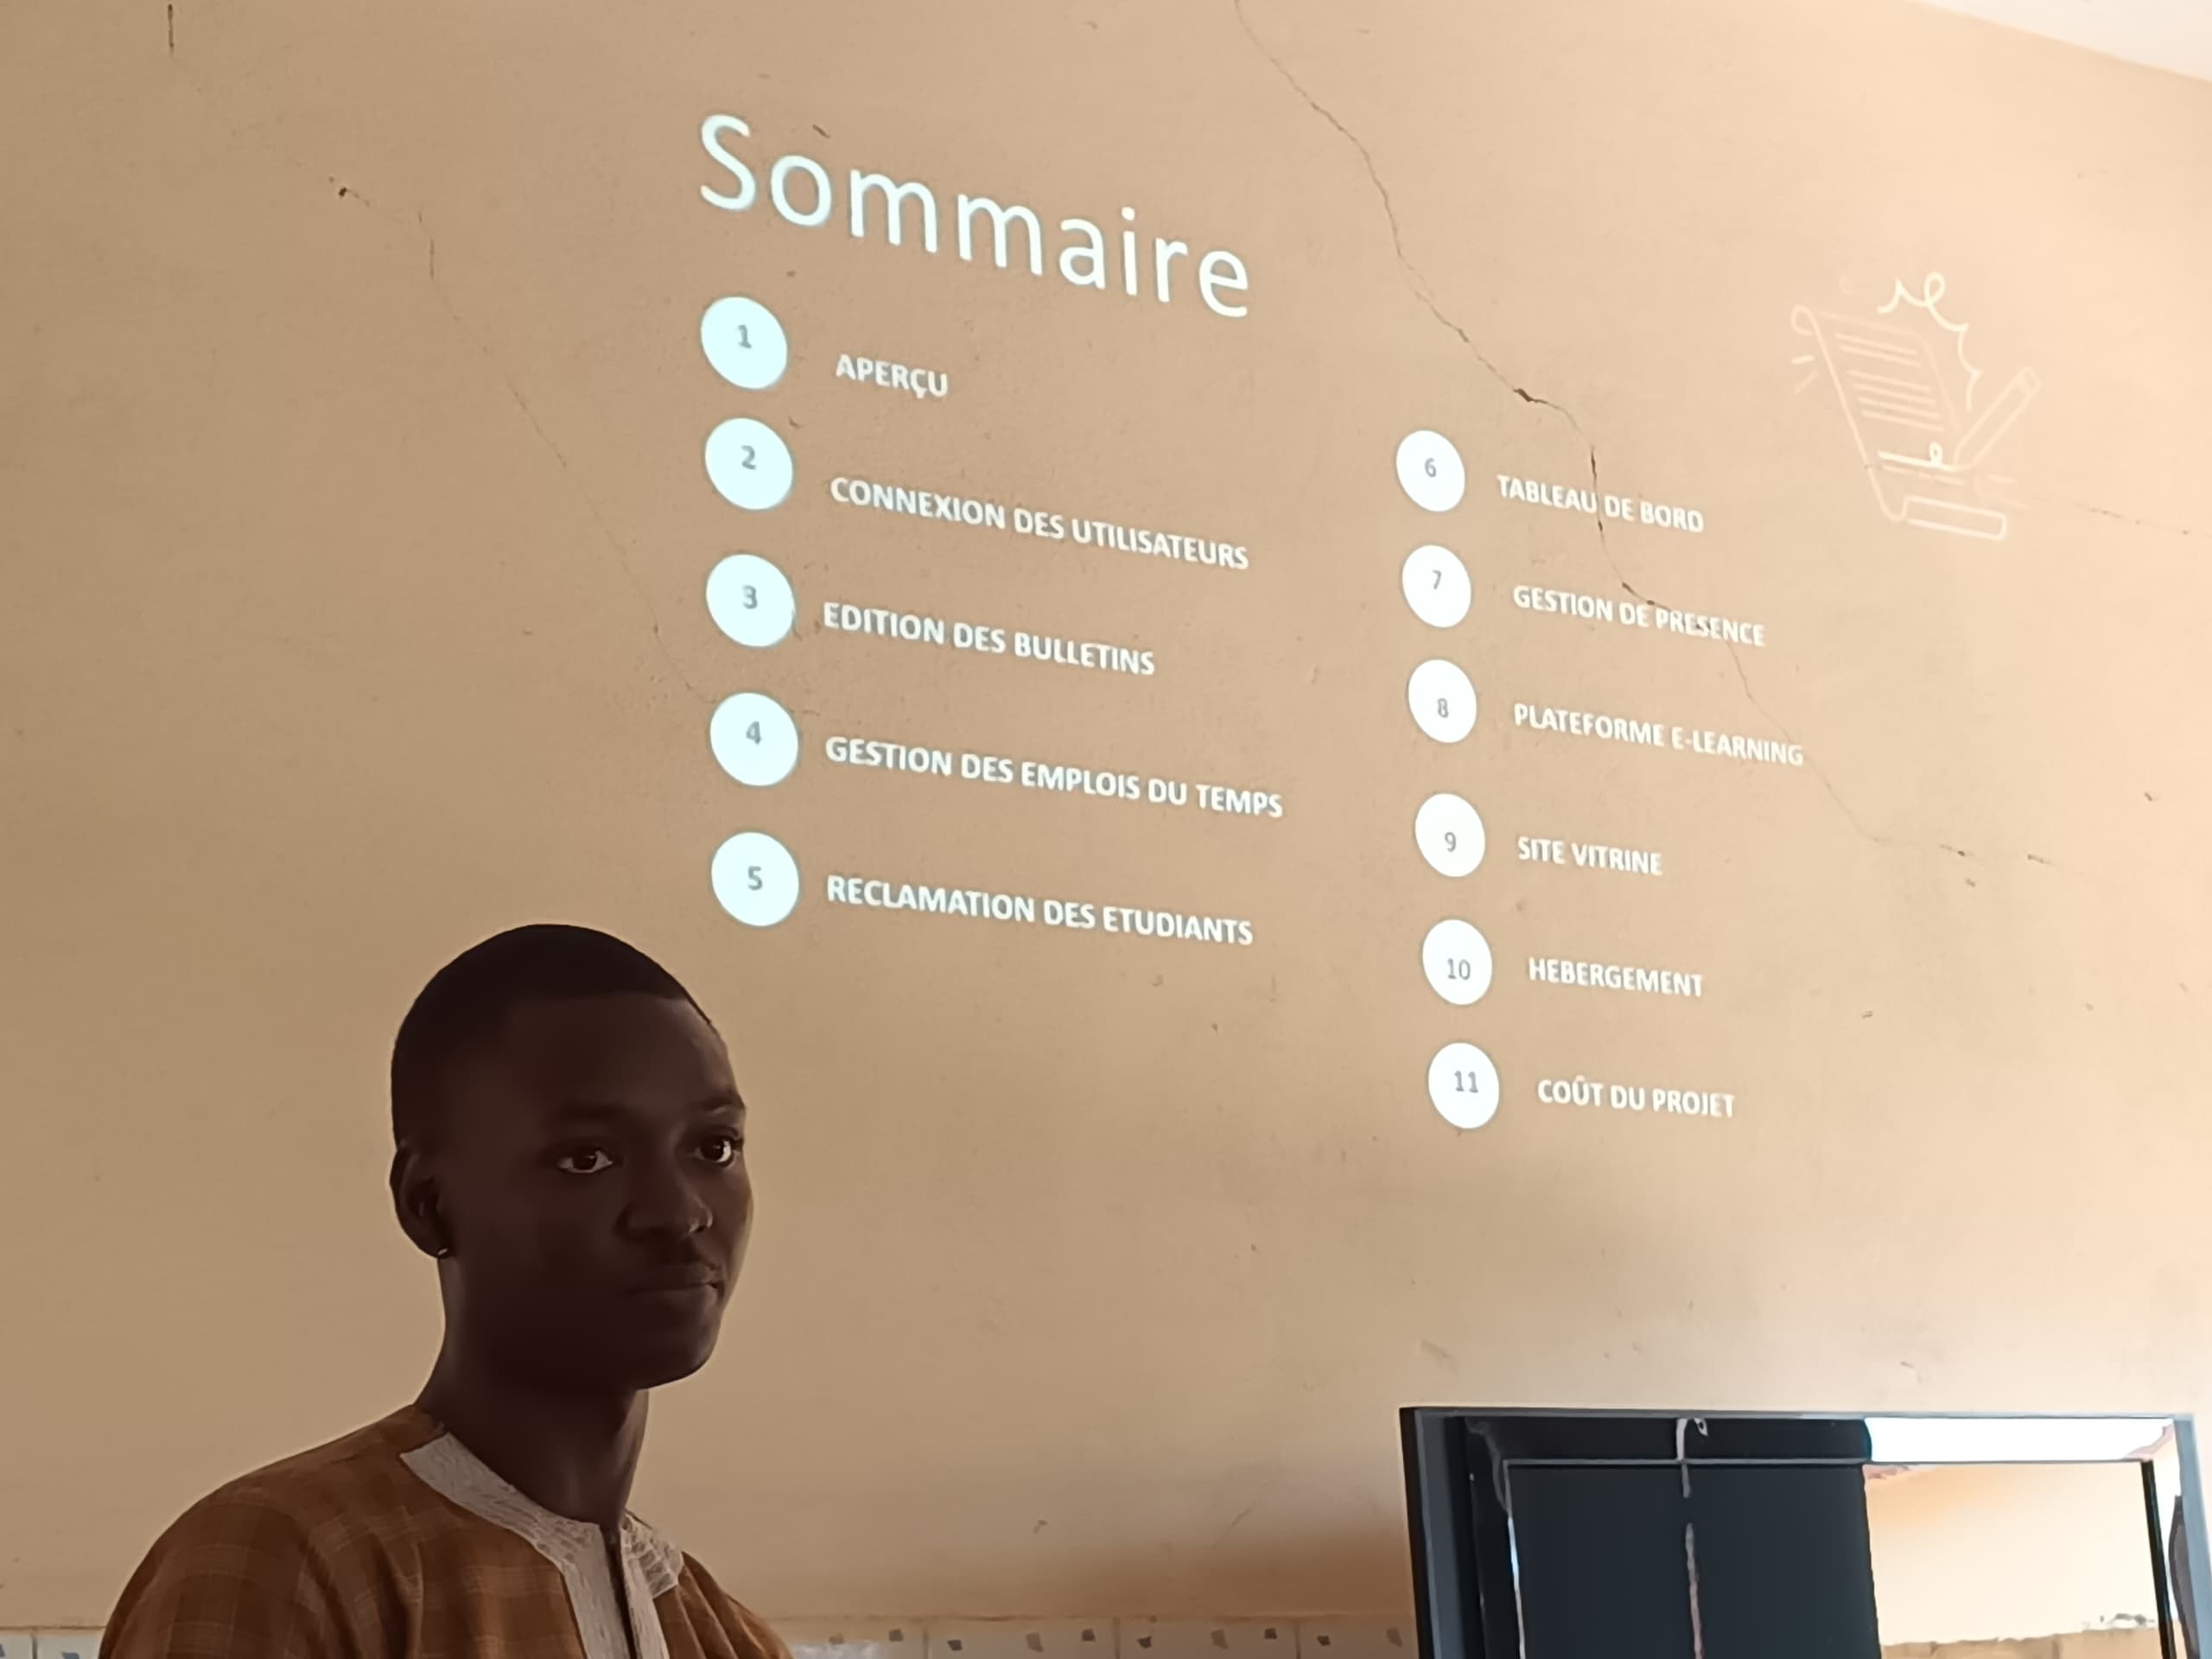 Sommaire
1
APERÇU
2
CONNEXION DES UTILISATEURS
3
EDITION DES BULLETINS
4
GESTION DES EMPLOIS DU TEMPS
5
RECLAMATION DES ETUDIANTS
6
TABLEAU DE BORD
7
GESTION DE PRESENCE
8
PLATEFORME E-LEARNING
9
SITE VITRINE
10
HEBERGEMENT
11
COÛT DU PROJET